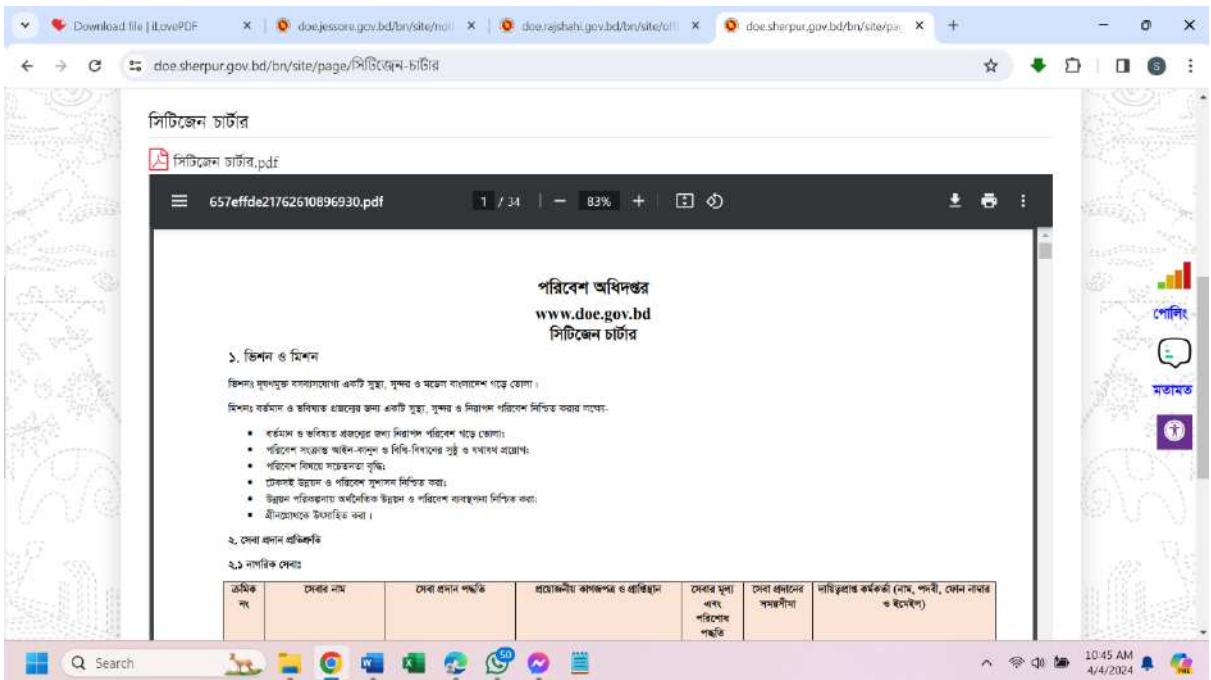 Download file | iLovePDF
doe.jessore.gov.bd/bn/site/noti
doe.rajshahi.gov.bd/bn/site/offi
doe.sherpur.gov.bd/bn/site/pag
doe.sherpur.gov.bd/bn/site/page/সিটিজেন-চার্টার
S
সিটিজেন চার্টার
সিটিজেন চার্টার.pdf
657effde21762610896930.pdf
1 / 34
83%
পরিবেশ অধিদপ্তর
www.doe.gov.bd
সিটিজেন চার্টার
১. ভিশন ও মিশন
ভিশনঃ দূষণমুক্ত বসবাসযোগ্য একটি সুস্থ্য, সুন্দর ও মডেল বাংলাদেশ গড়ে তোলা।
মিশনঃ বর্তমান ও ভবিষ্যত প্রজন্মের জন্য একটি সুস্থ্য, সুন্দর ও নিরাপদ পরিবেশ নিশ্চিত করার লক্ষ্যে-
▪ বর্তমান ও ভবিষ্যত প্রজন্মের জন্য নিরাপদ পরিবেশ গড়ে তোলা;
▪ পরিবেশ সংক্রান্ত আইন-কানুন ও বিধি-বিধানের সুষ্ঠু ও যথাযথ প্রয়োগ;
▪ পরিবেশ বিষয়ে সচেতনতা বৃদ্ধি;
▪ টেকসই উন্নয়ন ও পরিবেশ সুশাসন নিশ্চিত করা;
▪ উন্নয়ন পরিকল্পনায় অর্থনৈতিক উন্নয়ন ও পরিবেশ ব্যবস্থাপনা নিশ্চিত করা;
▪ গ্রীনগ্রোথকে উৎসাহিত করা।
২. সেবা প্রদান প্রতিশ্রুতি
২.১ নাগরিক সেবাঃ
ক্রমিক নং
সেবার নাম
সেবা প্রদান পদ্ধতি
প্রয়োজনীয় কাগজপত্র ও প্রাপ্তিস্থান
সেবার মূল্য এবং পরিশোধ পদ্ধতি
সেবা প্রদানের সময়সীমা
দায়িত্বপ্রাপ্ত কর্মকর্তা (নাম, পদবী, ফোন নাম্বার ও ইমেইল)
পোলিং
মতামত
Search
50
10:45 AM
4/4/2024